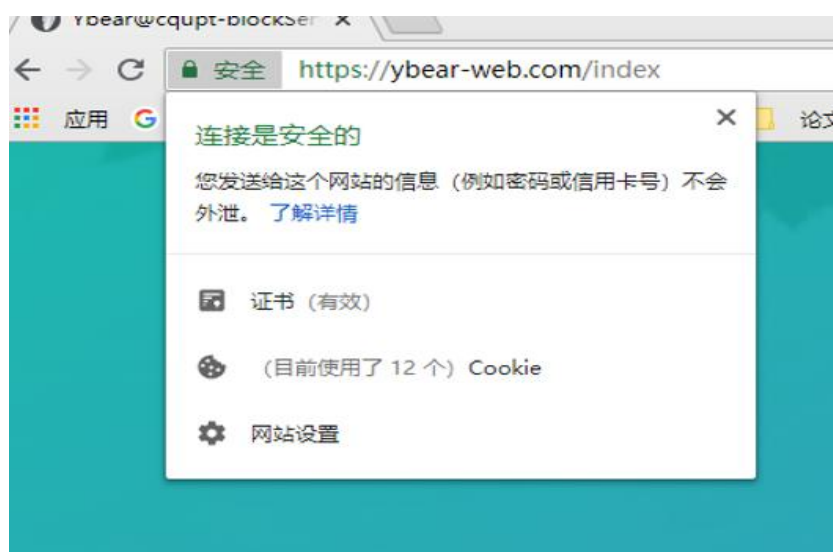 Ybear@cqupt-blockSer
安全 https://ybear-web.com/index
应用
论文
连接是安全的
您发送给这个网站的信息（例如密码或信用卡号）不会
外泄。 了解详情
证书（有效）
（目前使用了 12 个）Cookie
网站设置